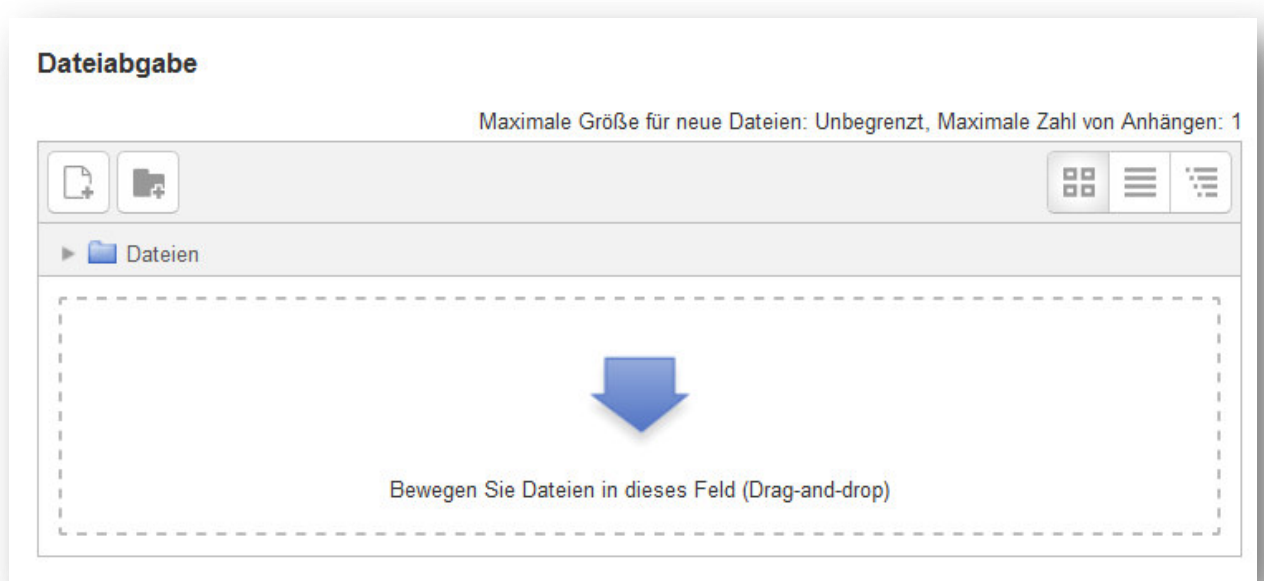 Dateiabgabe
Maximale Größe für neue Dateien: Unbegrenzt, Maximale Zahl von Anhängen: 1
Dateien
Bewegen Sie Dateien in dieses Feld (Drag-and-drop)